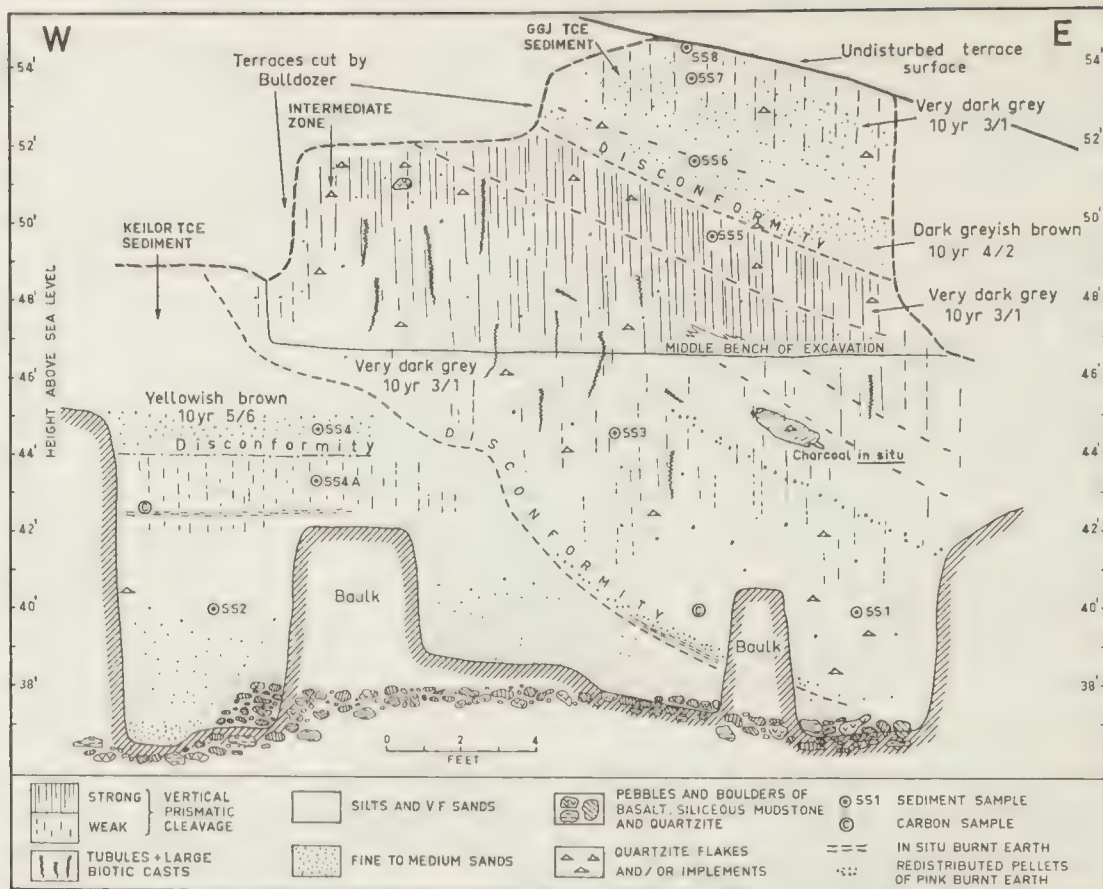 W
E
GGJ TCE
SEDIMENT
SS8
SS7
Undisturbed terrace
surface
Terraces cut by
Bulldozer
INTERMEDIATE
ZONE
Very dark grey
10 yr 3/1
54'
54'
52'
52'
SS6
DISCONFORMITY
50'
50'
KEILOR TCE
SEDIMENT
SS5
Dark greyish brown
10 yr 4/2
48'
48'
Very dark grey
10 yr 3/1
MIDDLE BENCH OF EXCAVATION
HEIGHT ABOVE SEA LEVEL
46'
46'
Very dark grey
10 yr 3/1
Yellowish brown
10 yr 5/6
SS4
SS3
Disconformity
DISCONFORMITY
Charcoal in situ
44'
44'
SS4A
©
42'
42'
40'
40'
SS2
Baulk
©
SS1
Baulk
38'
38'
0 2 4
FEET
STRONG
WEAK
VERTICAL
PRISMATIC
CLEAVAGE
TUBULES + LARGE
BIOTIC CASTS
SILTS AND V F SANDS
FINE TO MEDIUM SANDS
PEBBLES AND BOULDERS OF
BASALT, SILICEOUS MUDSTONE
AND QUARTZITE
QUARTZITE FLAKES
AND/OR IMPLEMENTS
SS1 SEDIMENT SAMPLE
© CARBON SAMPLE
IN SITU BURNT EARTH
REDISTRIBUTED PELLETS
OF PINK BURNT EARTH